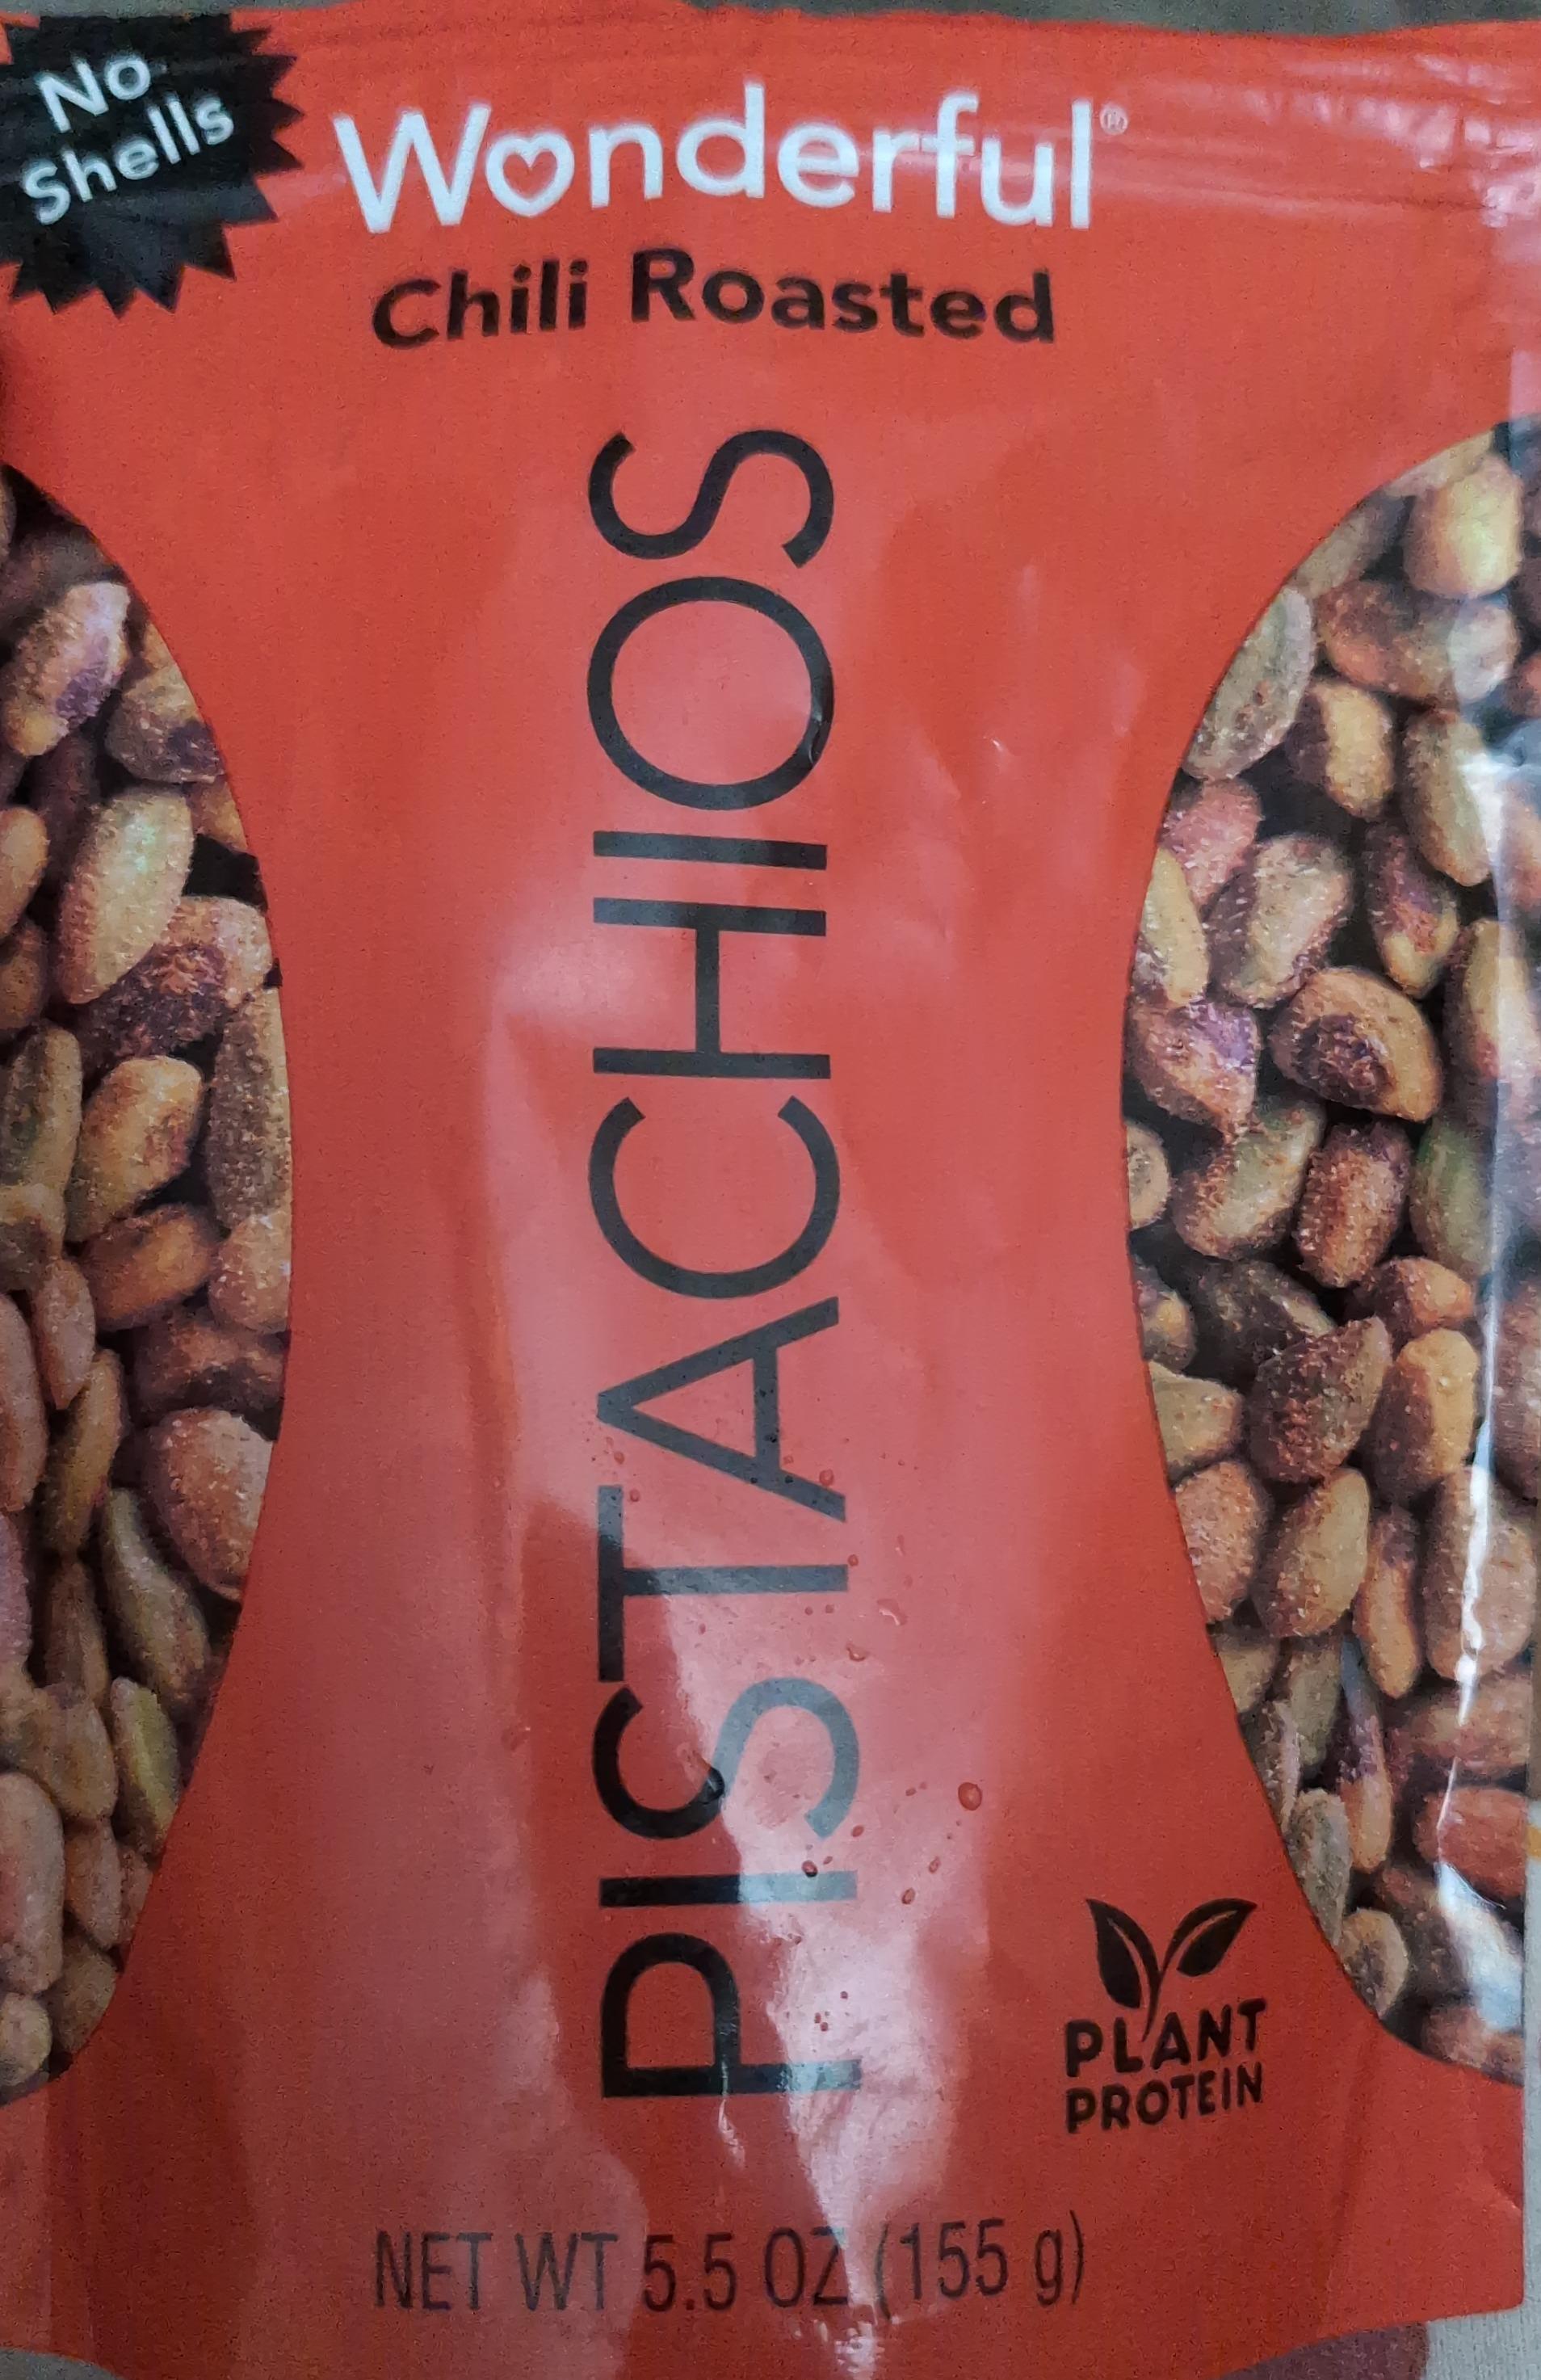 No
Shells
Wonderful®
Chili Roasted
PISTACHIOS
PLANT
PROTEIN
NET WT 5.5 OZ (155 g)